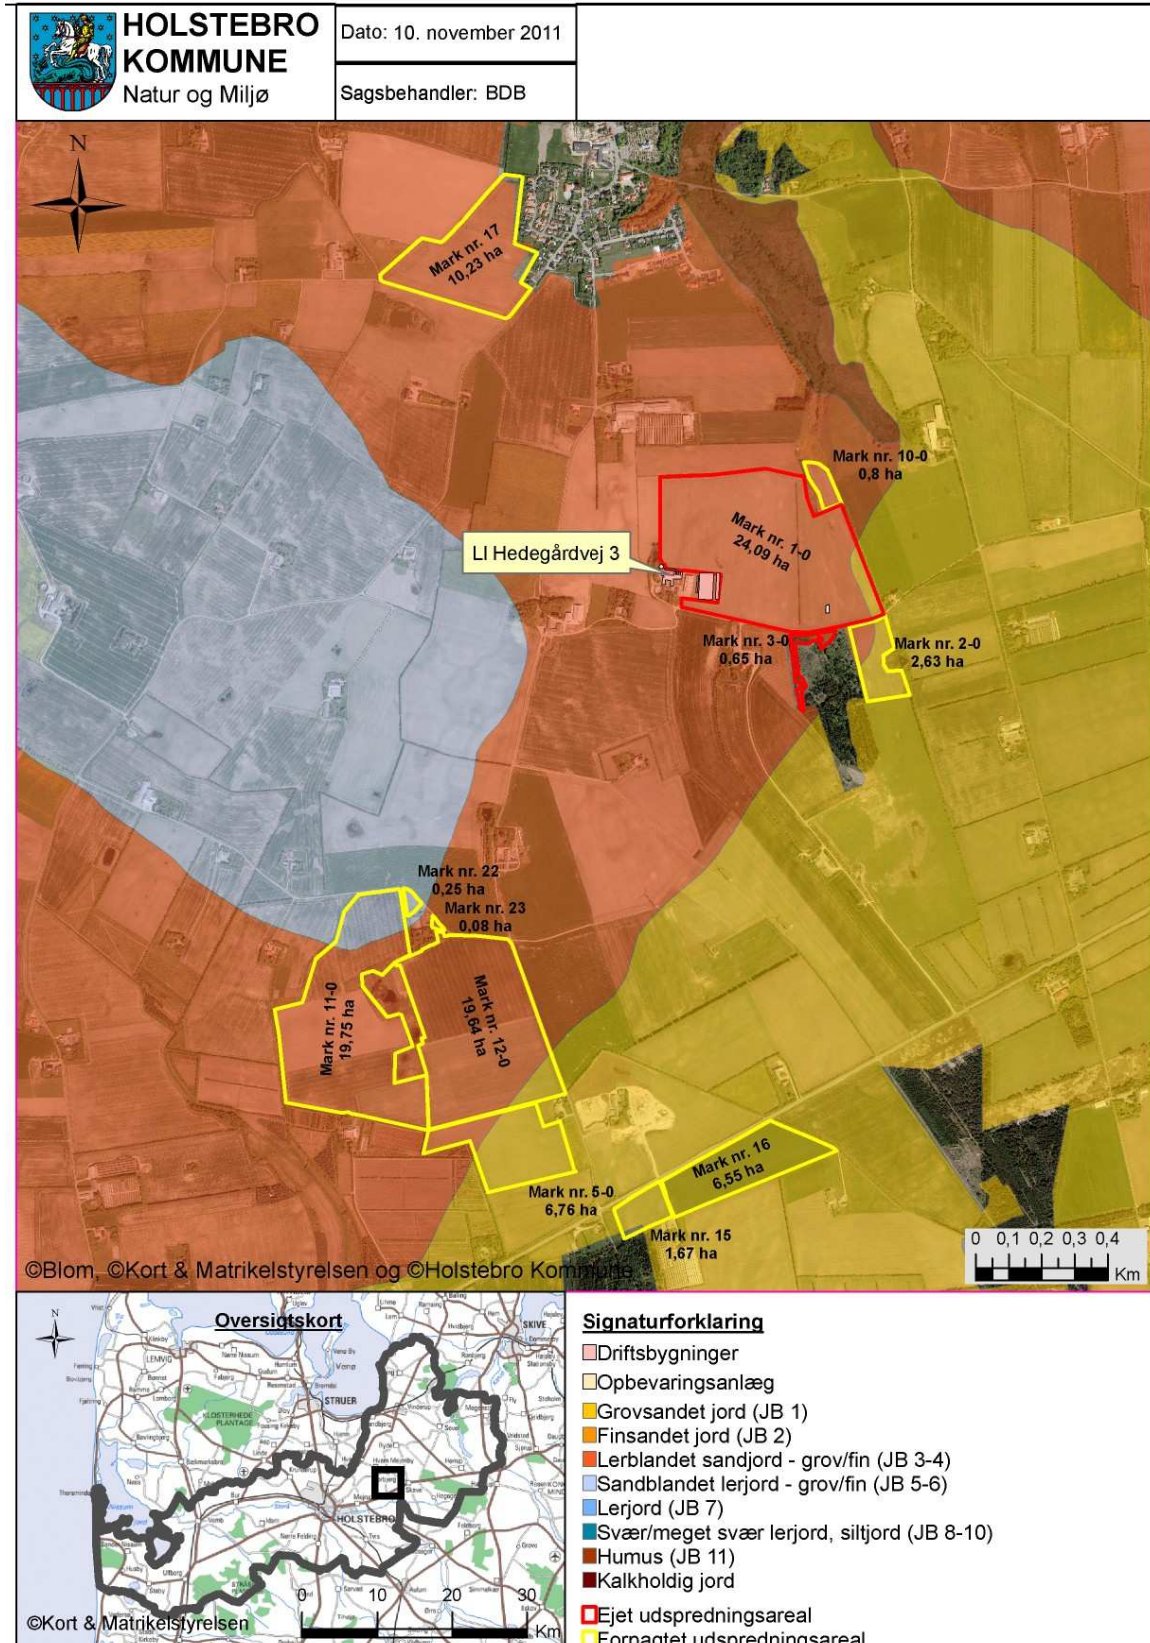 HOLSTEBRO
KOMMUNE
Natur og Miljø
Dato: 10. november 2011
Sagsbehandler: BDB
N
Mark nr. 17
10,23 ha
Mark nr. 10-0
0,8 ha
Mark nr. 1-0
24,09 ha
LI Hedegårdvej 3
Mark nr. 3-0
0,65 ha
Mark nr. 2-0
2,63 ha
Mark nr. 22
0,25 ha
Mark nr. 23
0,08 ha
Mark nr. 11-0
19,75 ha
Mark nr. 12-0
19,64 ha
Mark nr. 16
6,55 ha
Mark nr. 5-0
6,76 ha
Mark nr. 15
1,67 ha
0 0,1 0,2 0,3 0,4
Km
©Blom, ©Kort & Matrikelstyrelsen og ©Holstebro Kommune
Oversigtskort
N
SKIVE
LEMVIG
STRUER
KLOSTERHEDE
PLANTAGE
HOLSTEBRO
0 10 20 30
Km
©Kort & Matrikelstyrelsen
Signaturforklaring
Driftsbygninger
Opbevaringsanlæg
Grovsandet jord (JB 1)
Finsandet jord (JB 2)
Lerblandet sandjord - grov/fin (JB 3-4)
Sandblandet lerjord - grov/fin (JB 5-6)
Lerjord (JB 7)
Svær/meget svær lerjord, siltjord (JB 8-10)
Humus (JB 11)
Kalkholdig jord
Ejet udspredningsareal
Forpagtet udspredningsareal